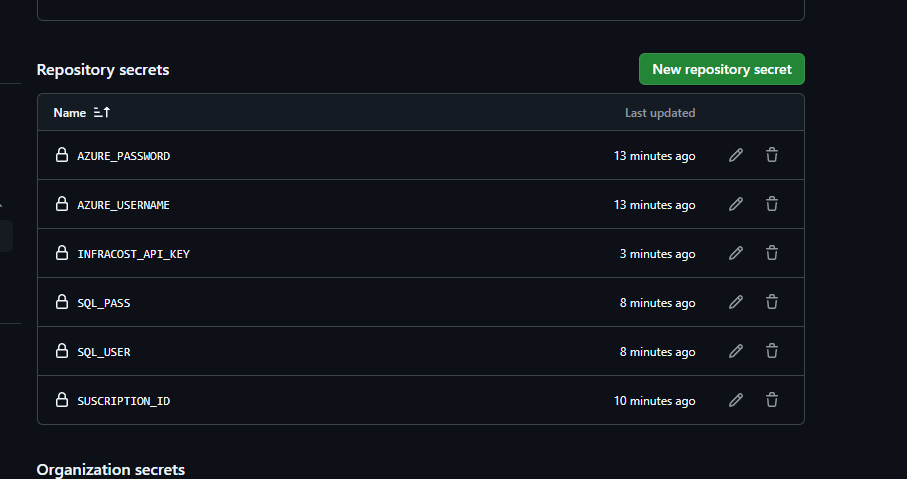 Repository secrets
New repository secret
Name
Last updated
AZURE_PASSWORD
13 minutes ago
AZURE_USERNAME
13 minutes ago
INFRACOST_API_KEY
3 minutes ago
SQL_PASS
8 minutes ago
SQL_USER
8 minutes ago
SUSCRIPTION_ID
10 minutes ago
Organization secrets